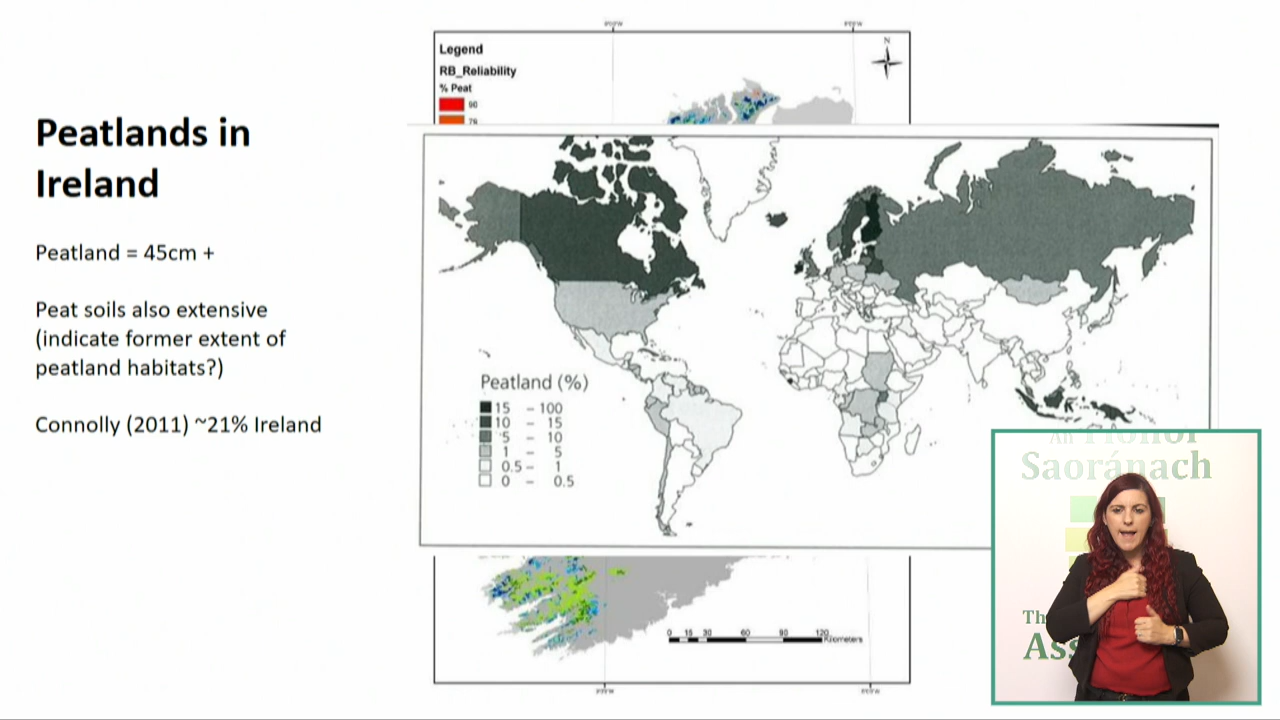 Peatlands in
Ireland
Peatland = 45cm +
Peat soils also extensive
(indicate former extent of
peatland habitats?)
Connolly (2011) ~21% Ireland
Legend
RB_Reliability
% Peat
90
N
Peatland (%)
15 – 100
10 – 15
5 – 10
1 – 5
0.5 – 1
0 – 0.5
0 15 30 60 90 120
Kilometers
An
Saoránach
Th
Ass